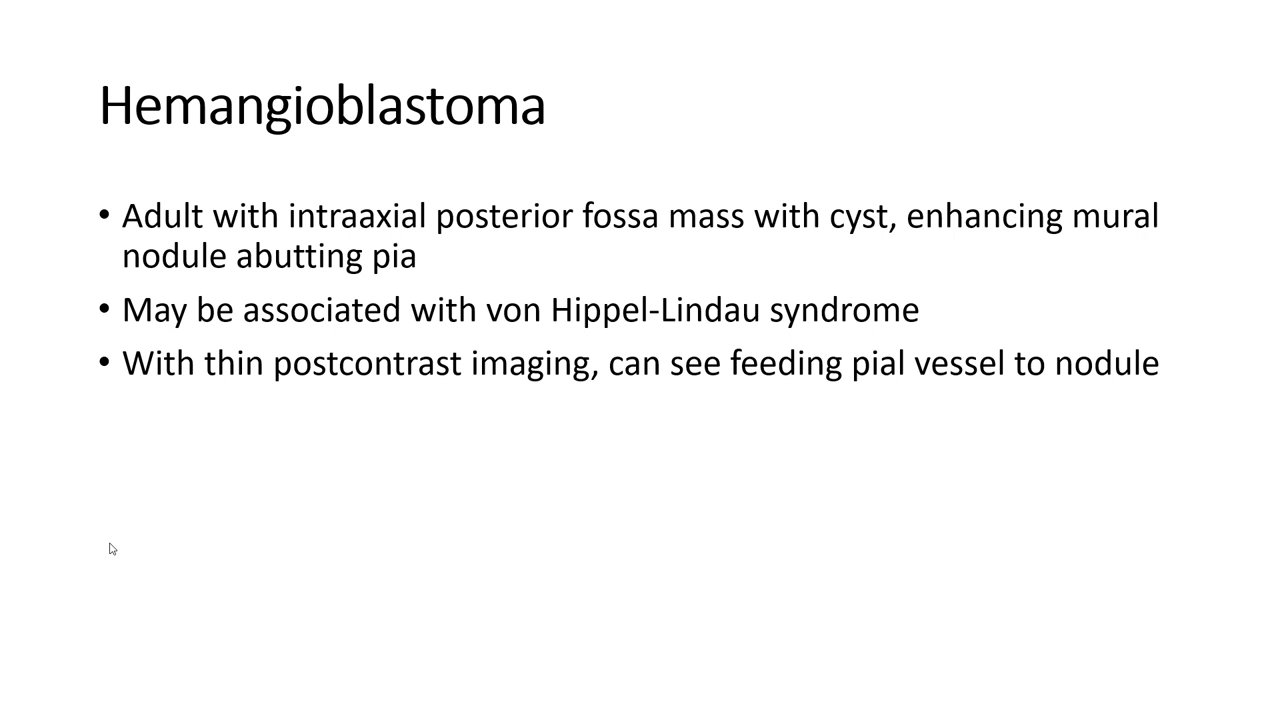 Hemangioblastoma
• Adult with intraaxial posterior fossa mass with cyst, enhancing mural
nodule abutting pia
• May be associated with von Hippel-Lindau syndrome
• With thin postcontrast imaging, can see feeding pial vessel to nodule